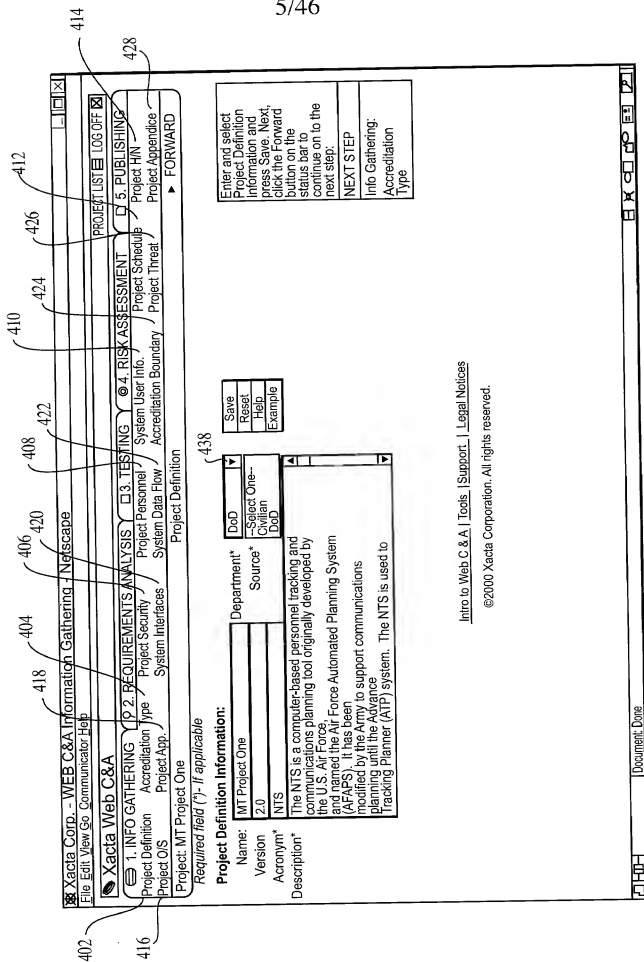 5/46
414
428
412
426
410
424
408
422
406
420
404
418
402
416
438
Xacta Corp. - WEB C&A Information Gathering - Netscape
File Edit View Go Communicator Help
Xacta Web C&A
PROJECT LIST LOG OFF
1. INFO GATHERING 2. REQUIREMENTS ANALYSIS 3. TESTING 4. RISK ASSESSMENT 5. PUBLISHING
Project Definition Accreditation Type Project Security Project Personnel System User Info. Project Schedule Project H/N
Project O/S Project App. System Interfaces System Data Flow Accreditation Boundary Project Threat Project Appendice
Project: MT Project One Project Definition FORWARD
Required field (*)- If applicable
Project Definition Information:
Name: MT Project One Department* DoD
Version 2.0 Source* --Select One--
Civilian
DoD
Acronym* NTS
Description* The NTS is a computer-based personnel tracking and
communications planning tool originally developed by
the U.S. Air Force,
and named the Air Force Automated Planning System
(AFAPS). It has been
modified by the Army to support communications
planning until the Advance
Tracking Planner (ATP) system. The NTS is used to
Save
Reset
Help
Example
Enter and select
Project Definition
Information and
press Save. Next,
click the Forward
button on the
status bar to
continue on to the
next step:
NEXT STEP
Info Gathering:
Accreditation
Type
Intro to Web C & A | Tools | Support | Legal Notices
©2000 Xacta Corporation. All rights reserved.
Document: Done